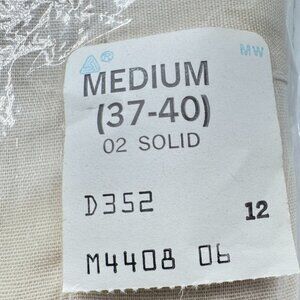 MW
MEDIUM
(37-40)
02 SOLID
D352
12
M4408 06